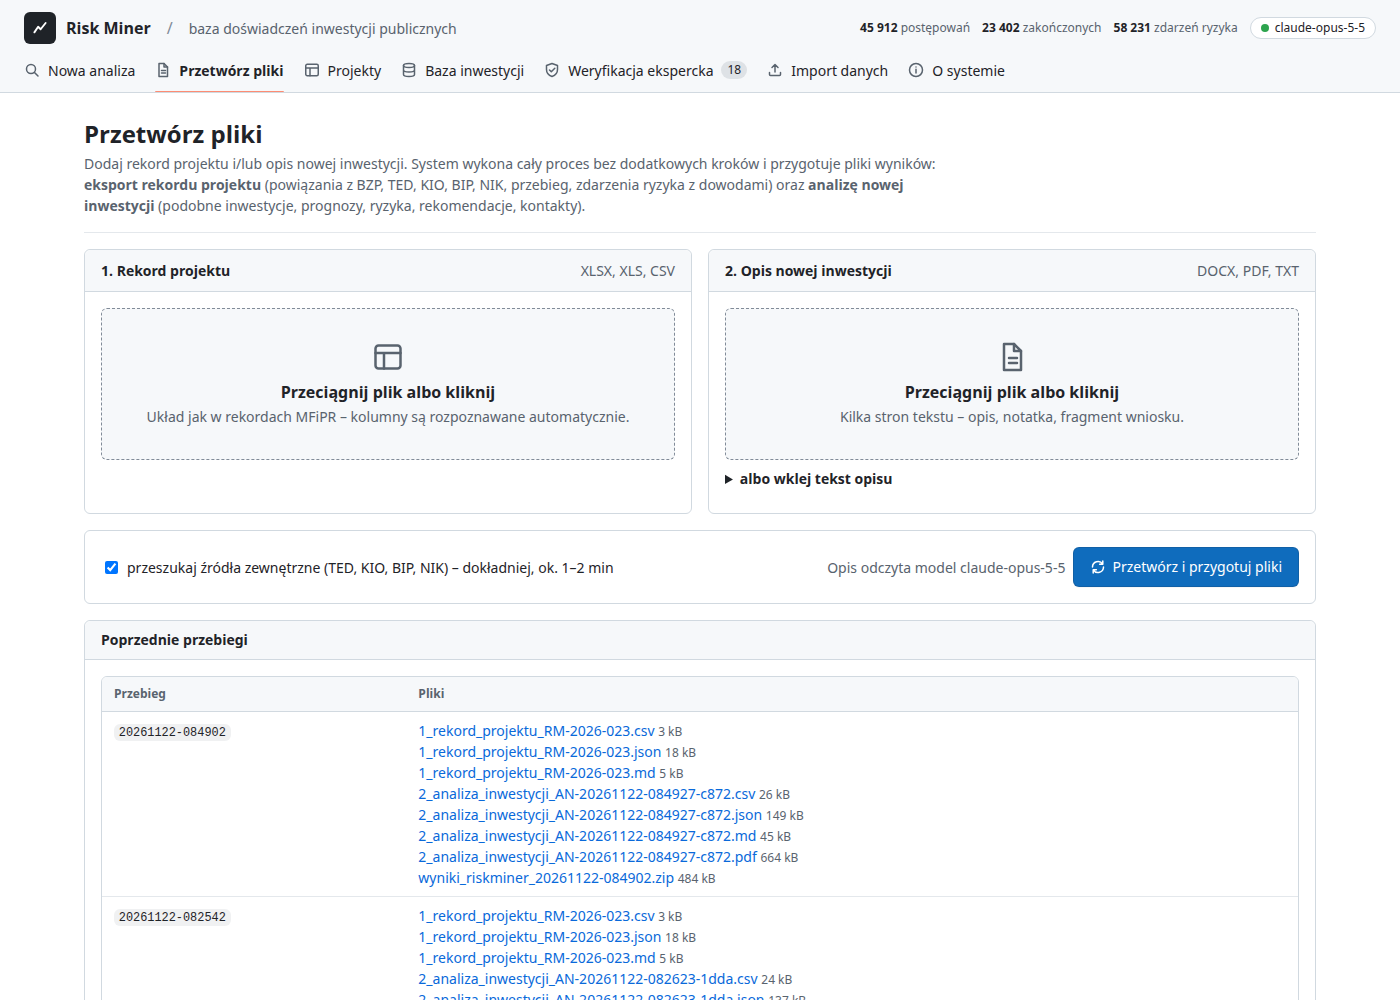 Risk Miner / baza doświadczeń inwestycji publicznych
45 912 postępowań 23 402 zakończonych 58 231 zdarzeń ryzyka claude-opus-5-5
Nowa analiza Przetwórz pliki Projekty Baza inwestycji Weryfikacja ekspercka 18 Import danych O systemie
Przetwórz pliki
Dodaj rekord projektu i/lub opis nowej inwestycji. System wykona cały proces bez dodatkowych kroków i przygotuje pliki wyników:
eksport rekordu projektu (powiązania z BZP, TED, KIO, BIP, NIK, przebieg, zdarzenia ryzyka z dowodami) oraz analizę nowej
inwestycji (podobne inwestycje, prognozy, ryzyka, rekomendacje, kontakty).
1. Rekord projektu XLSX, XLS, CSV
Przeciągnij plik albo kliknij
Układ jak w rekordach MFiPR – kolumny są rozpoznawane automatycznie.
2. Opis nowej inwestycji DOCX, PDF, TXT
Przeciągnij plik albo kliknij
Kilka stron tekstu – opis, notatka, fragment wniosku.
albo wklej tekst opisu
przeszukaj źródła zewnętrzne (TED, KIO, BIP, NIK) – dokładniej, ok. 1–2 min
Opis odczyta model claude-opus-5-5 Przetwórz i przygotuj pliki
Poprzednie przebiegi
Przebieg Pliki
20261122-084902
1_rekord_projektu_RM-2026-023.csv 3 kB
1_rekord_projektu_RM-2026-023.json 18 kB
1_rekord_projektu_RM-2026-023.md 5 kB
2_analiza_inwestycji_AN-20261122-084927-c872.csv 26 kB
2_analiza_inwestycji_AN-20261122-084927-c872.json 149 kB
2_analiza_inwestycji_AN-20261122-084927-c872.md 45 kB
2_analiza_inwestycji_AN-20261122-084927-c872.pdf 664 kB
wyniki_riskminer_20261122-084902.zip 484 kB
20261122-082542
1_rekord_projektu_RM-2026-023.csv 3 kB
1_rekord_projektu_RM-2026-023.json 18 kB
1_rekord_projektu_RM-2026-023.md 5 kB
2_analiza_inwestycji_AN-20261122-082623-1dda.csv 24 kB
2_analiza_inwestycji_AN-20261122-082623-1dda.json